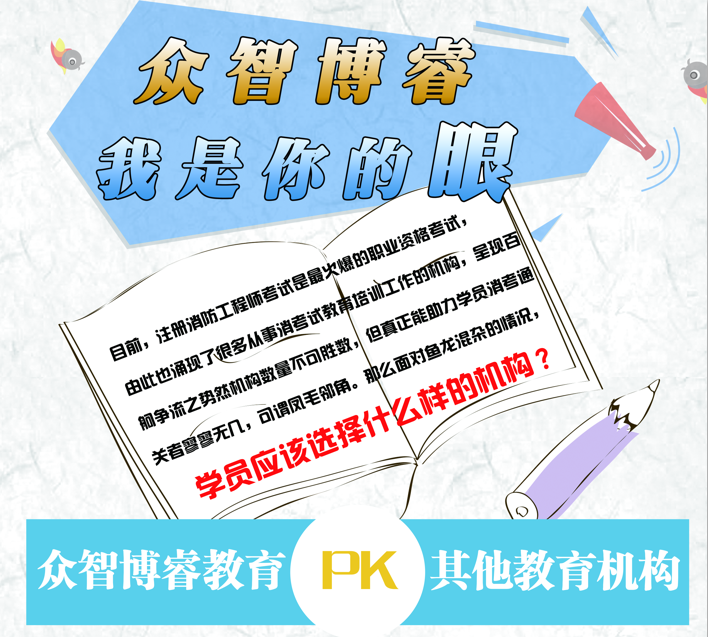 众智博睿
我是你的眼
目前，注册消防工程师考试是最火爆的职业资格考试，
由此也涌现了很多从事消考试教育培训工作的机构，呈现百
舸争流之势然机构数量不可胜数，但真正能助力学员消考通
关者寥寥无几，可谓凤毛邻角。那么面对鱼龙混杂的情况，
学员应该选择什么样的机构？
众智博睿教育 PK 其他教育机构